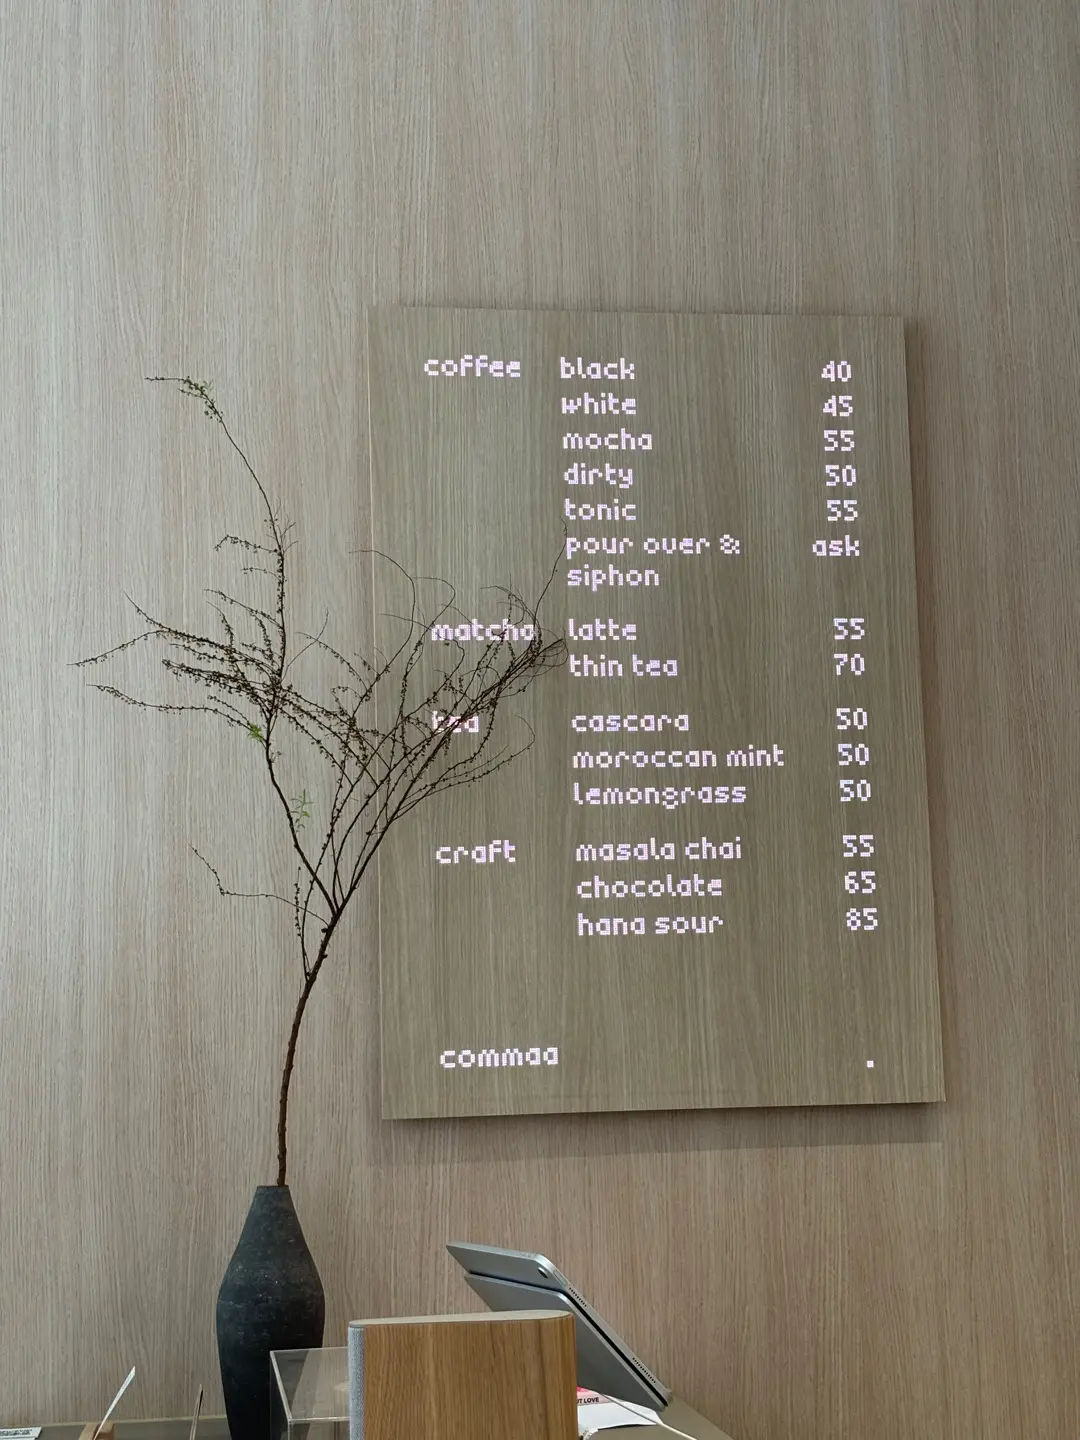 coffee black 40
white 45
mocha 55
dirty 50
tonic 55
pour over & ask
siphon
matcha latte 55
thin tea 70
tea cascara 50
moroccan mint 50
lemongrass 50
craft masala chai 55
chocolate 65
hana sour 85
commaa .
LOVE